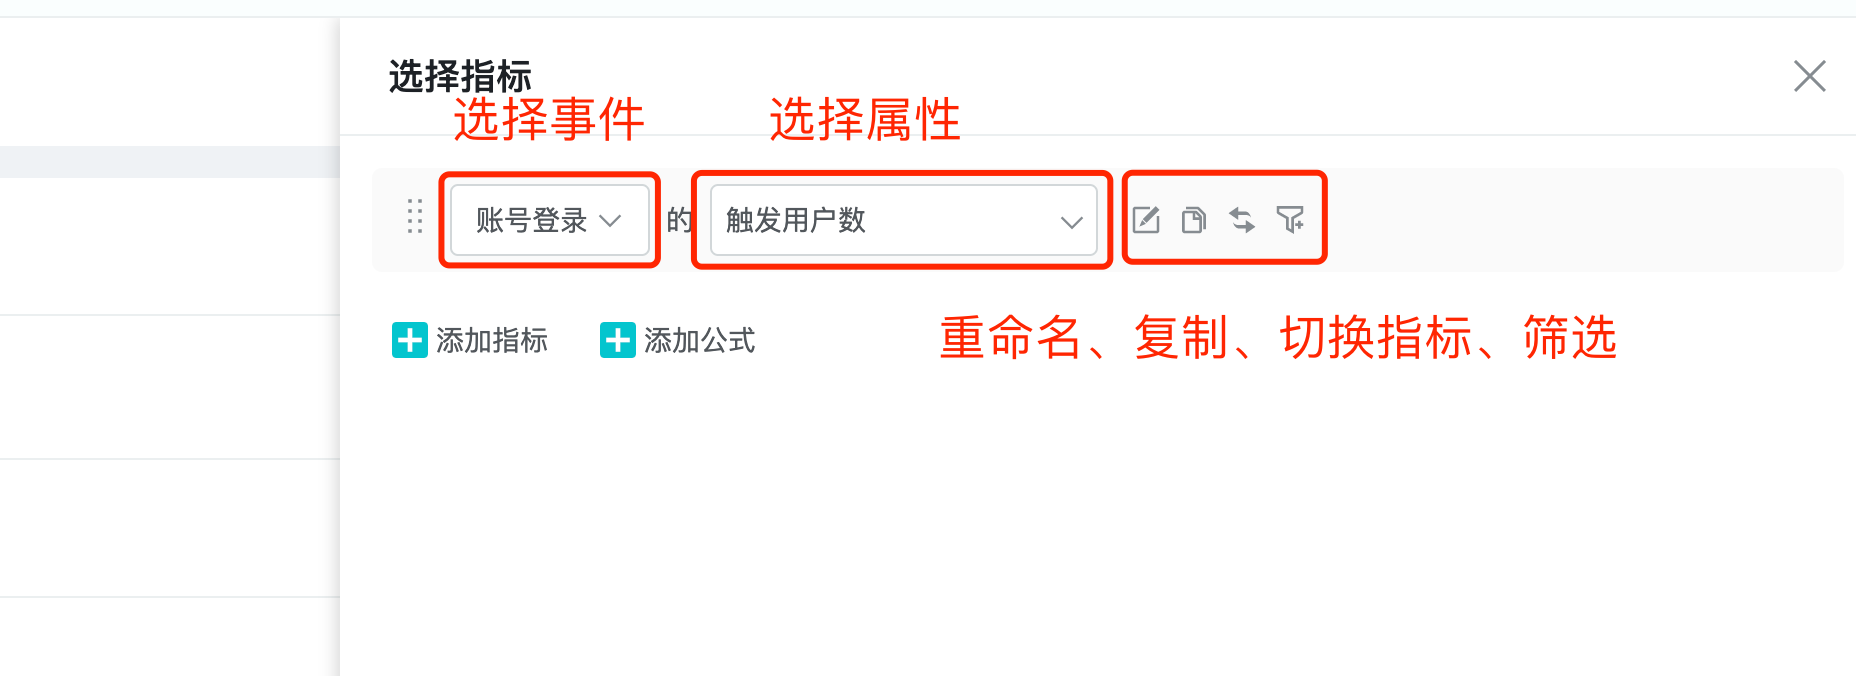 选择指标
选择事件 选择属性
账号登录 的 触发用户数
添加指标 添加公式
重命名、复制、切换指标、筛选